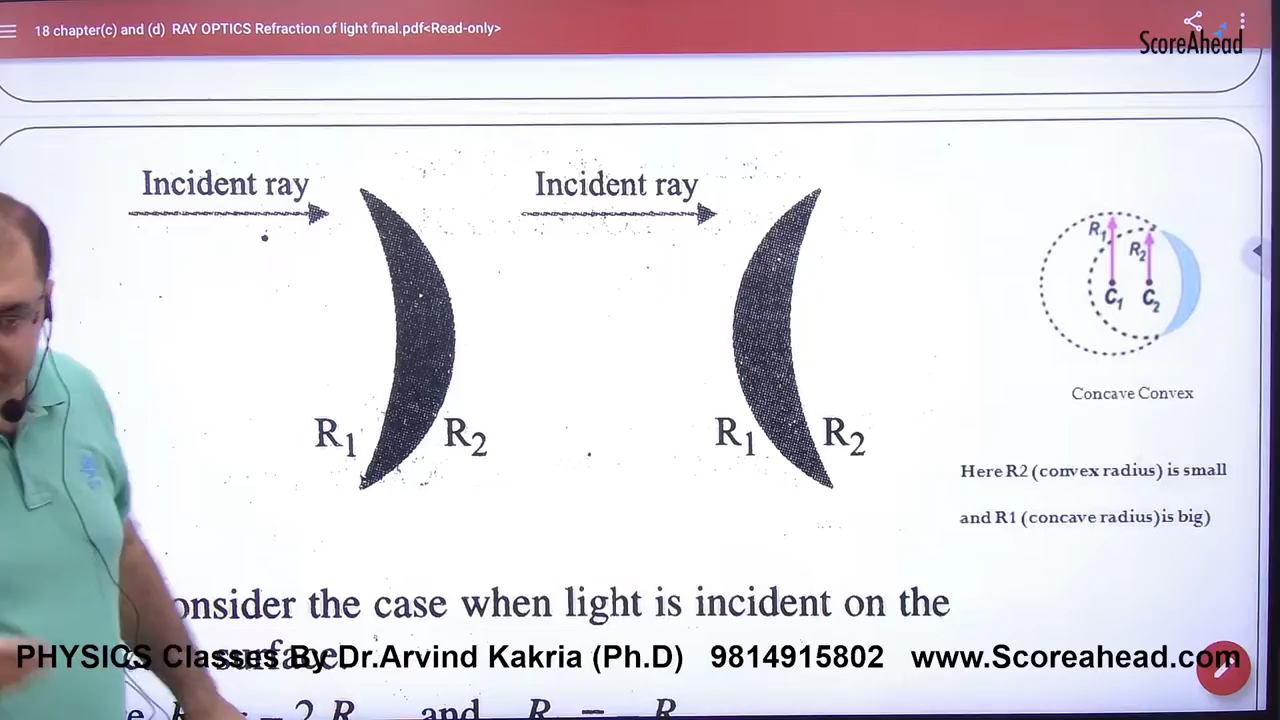 18 chapter(c) and (d) RAY OPTICS Refraction of light final.pdf<Read-only>
ScoreAhead
Incident ray
Incident ray
R1
R2
C1
C2
Concave Convex
R1
R2
R1
R2
Here R2 (convex radius) is small
and R1 (concave radius)is big)
onsider the case when light is incident on the
surface.
PHYSICS Classes By Dr.Arvind Kakria (Ph.D) 9814915802 www.Scoreahead.com
and